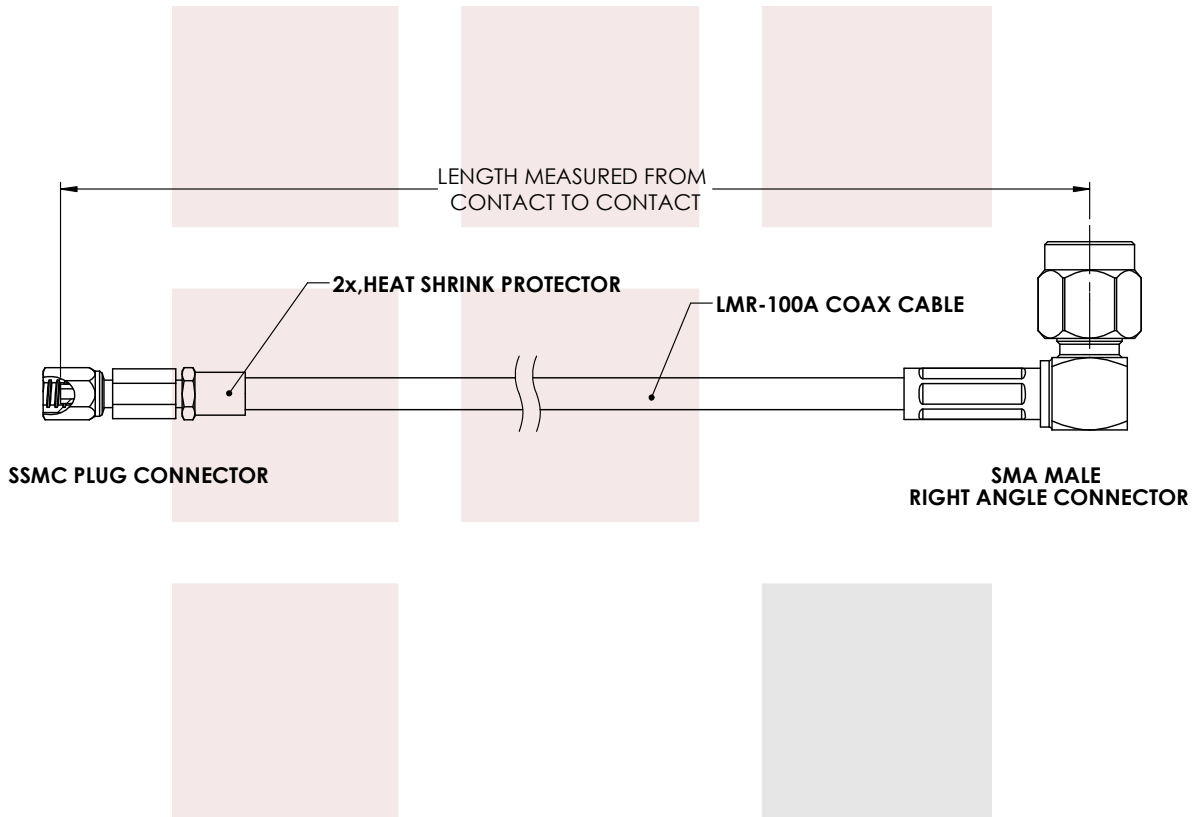 LENGTH MEASURED FROM
CONTACT TO CONTACT
2x,HEAT SHRINK PROTECTOR
LMR-100A COAX CABLE
SSMC PLUG CONNECTOR
SMA MALE
RIGHT ANGLE CONNECTOR